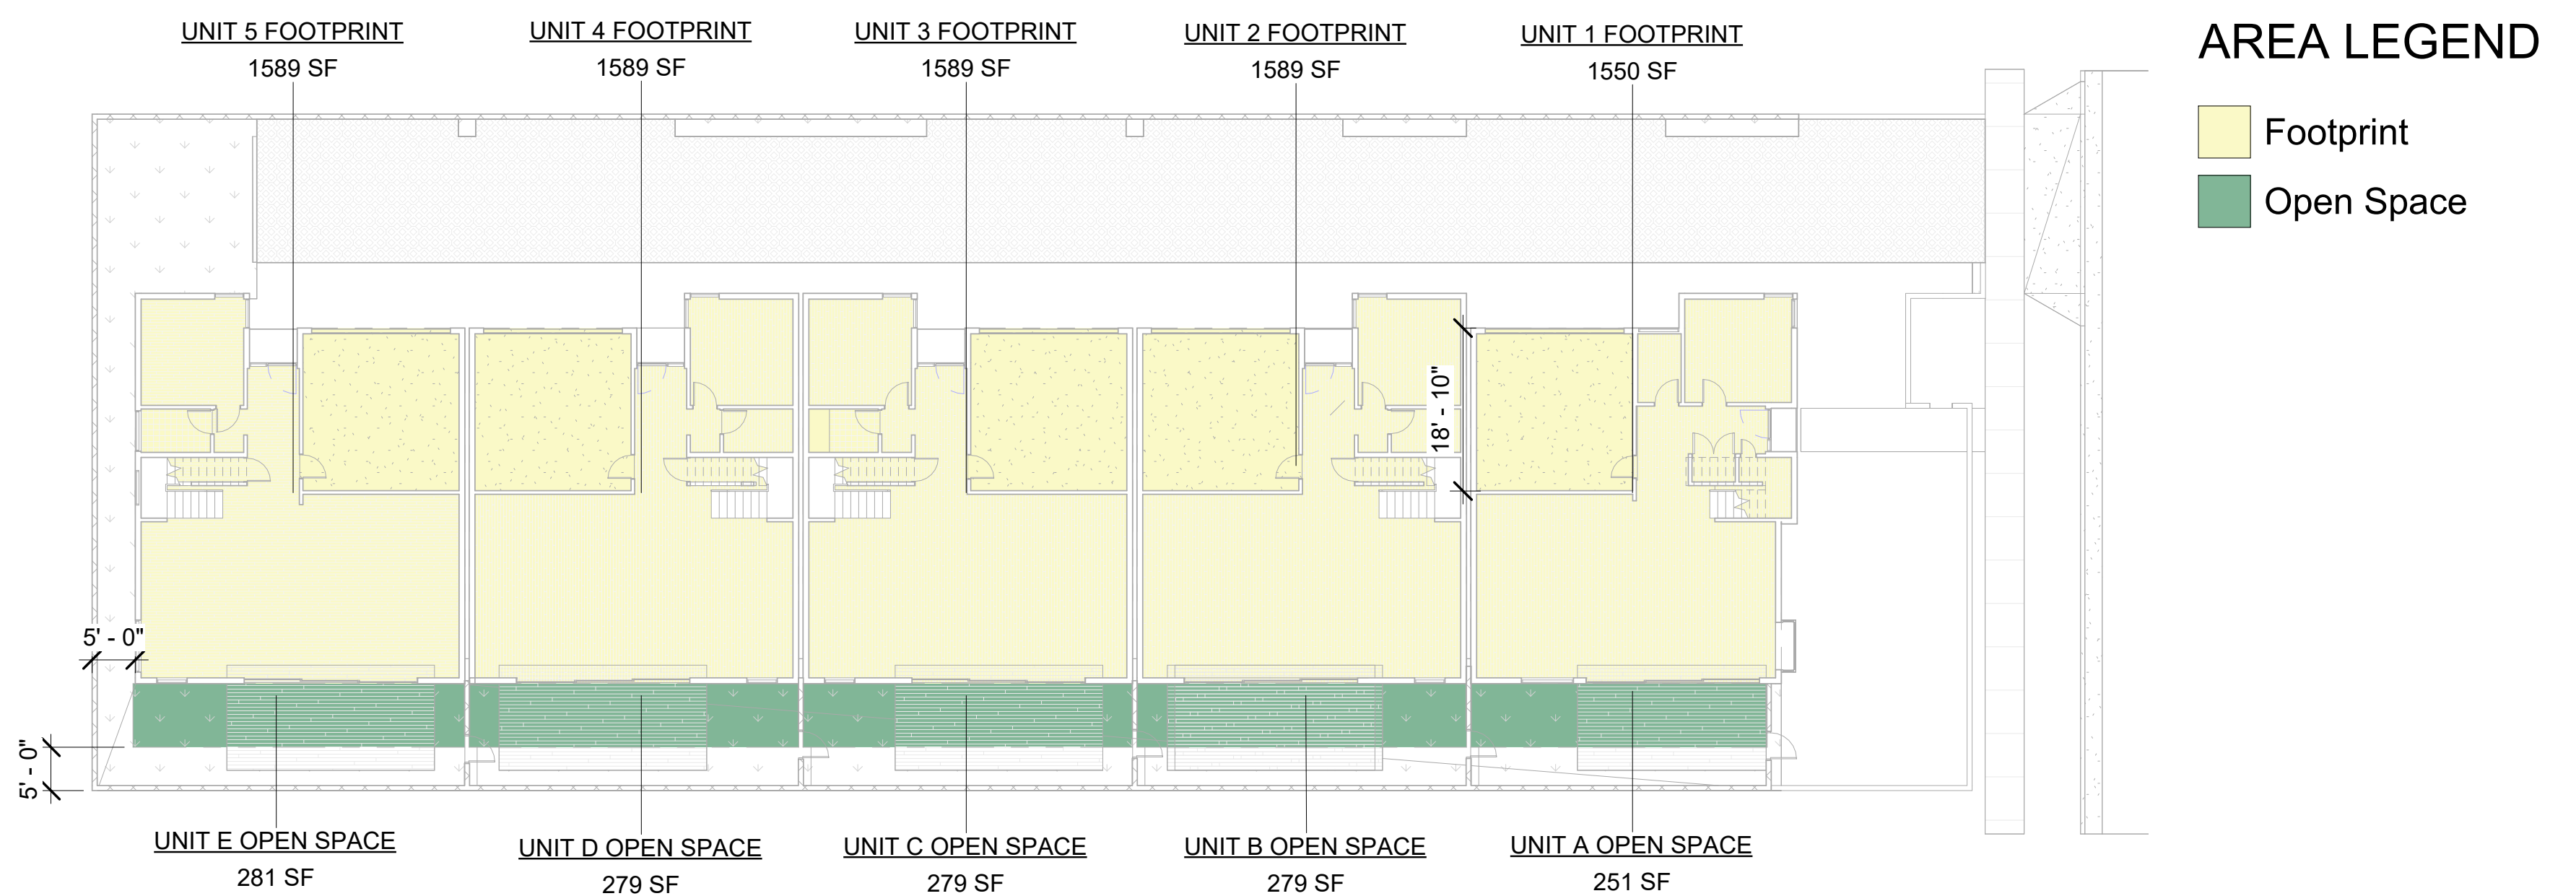 UNIT 5 FOOTPRINT
1589 SF
UNIT 4 FOOTPRINT
1589 SF
UNIT 3 FOOTPRINT
1589 SF
UNIT 2 FOOTPRINT
1589 SF
UNIT 1 FOOTPRINT
1550 SF
AREA LEGEND
Footprint
Open Space
18' - 10"
5' - 0"
5' - 0"
UNIT E OPEN SPACE
281 SF
UNIT D OPEN SPACE
279 SF
UNIT C OPEN SPACE
279 SF
UNIT B OPEN SPACE
279 SF
UNIT A OPEN SPACE
251 SF